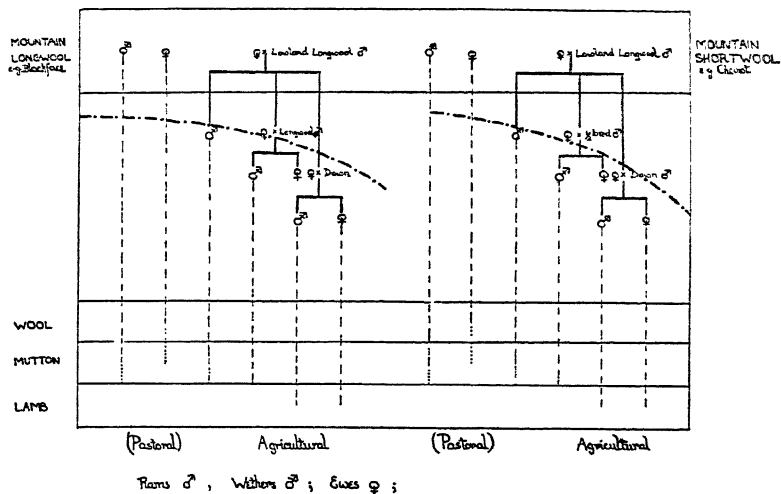 MOUNTAIN
LONGWOOL
e.g. Blackface
♀ × Lowland Longwool ♂
♀ × Lowland Longwool ♂
MOUNTAIN
SHORTWOOL
e.g. Cheviot
♀ × Longwool ♂
♀ × ♂
♀ × Down
♀ × Down ♂
WOOL
MUTTON
LAMB
(Pastoral) Agricultural (Pastoral) Agricultural
Rams ♂ , Wethers ; Ewes ♀ ;